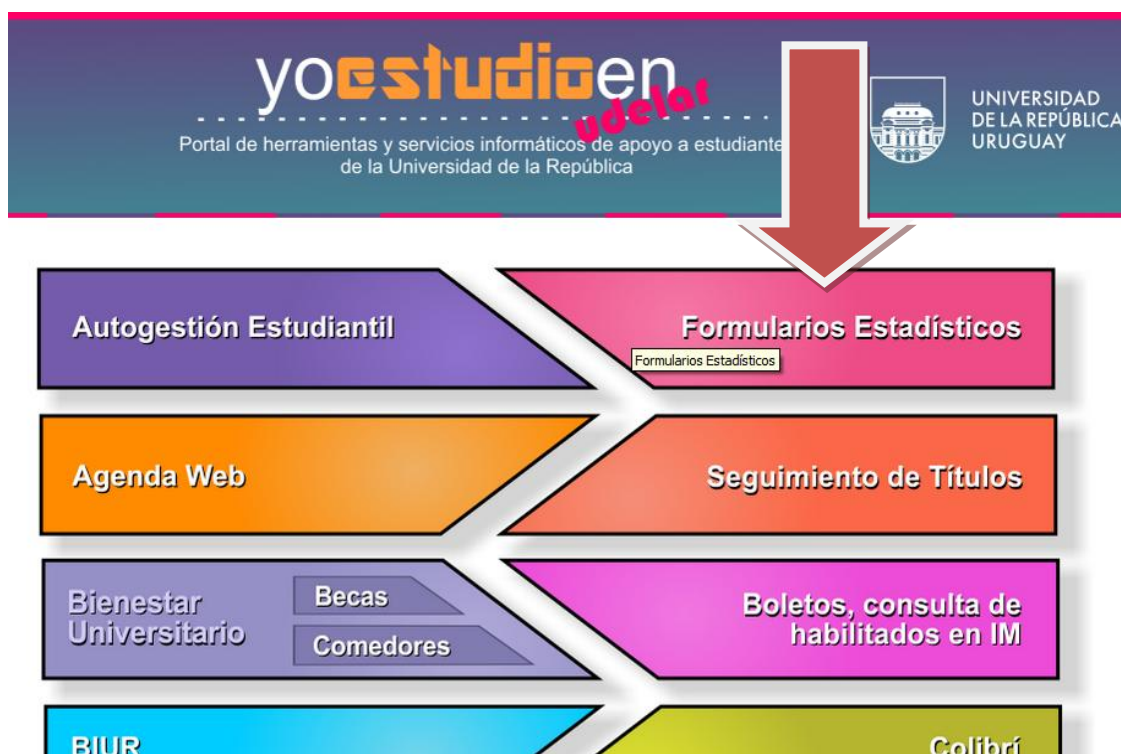 yoestudioen
udelar
Portal de herramientas y servicios informáticos de apoyo a estudiante
de la Universidad de la República
UNIVERSIDAD
DE LA REPÚBLICA
URUGUAY
Autogestión Estudiantil
Formularios Estadísticos
Formularios Estadísticos
Agenda Web
Seguimiento de Títulos
Bienestar
Universitario
Becas
Comedores
Boletos, consulta de
habilitados en IM
BIUR
Colibrí